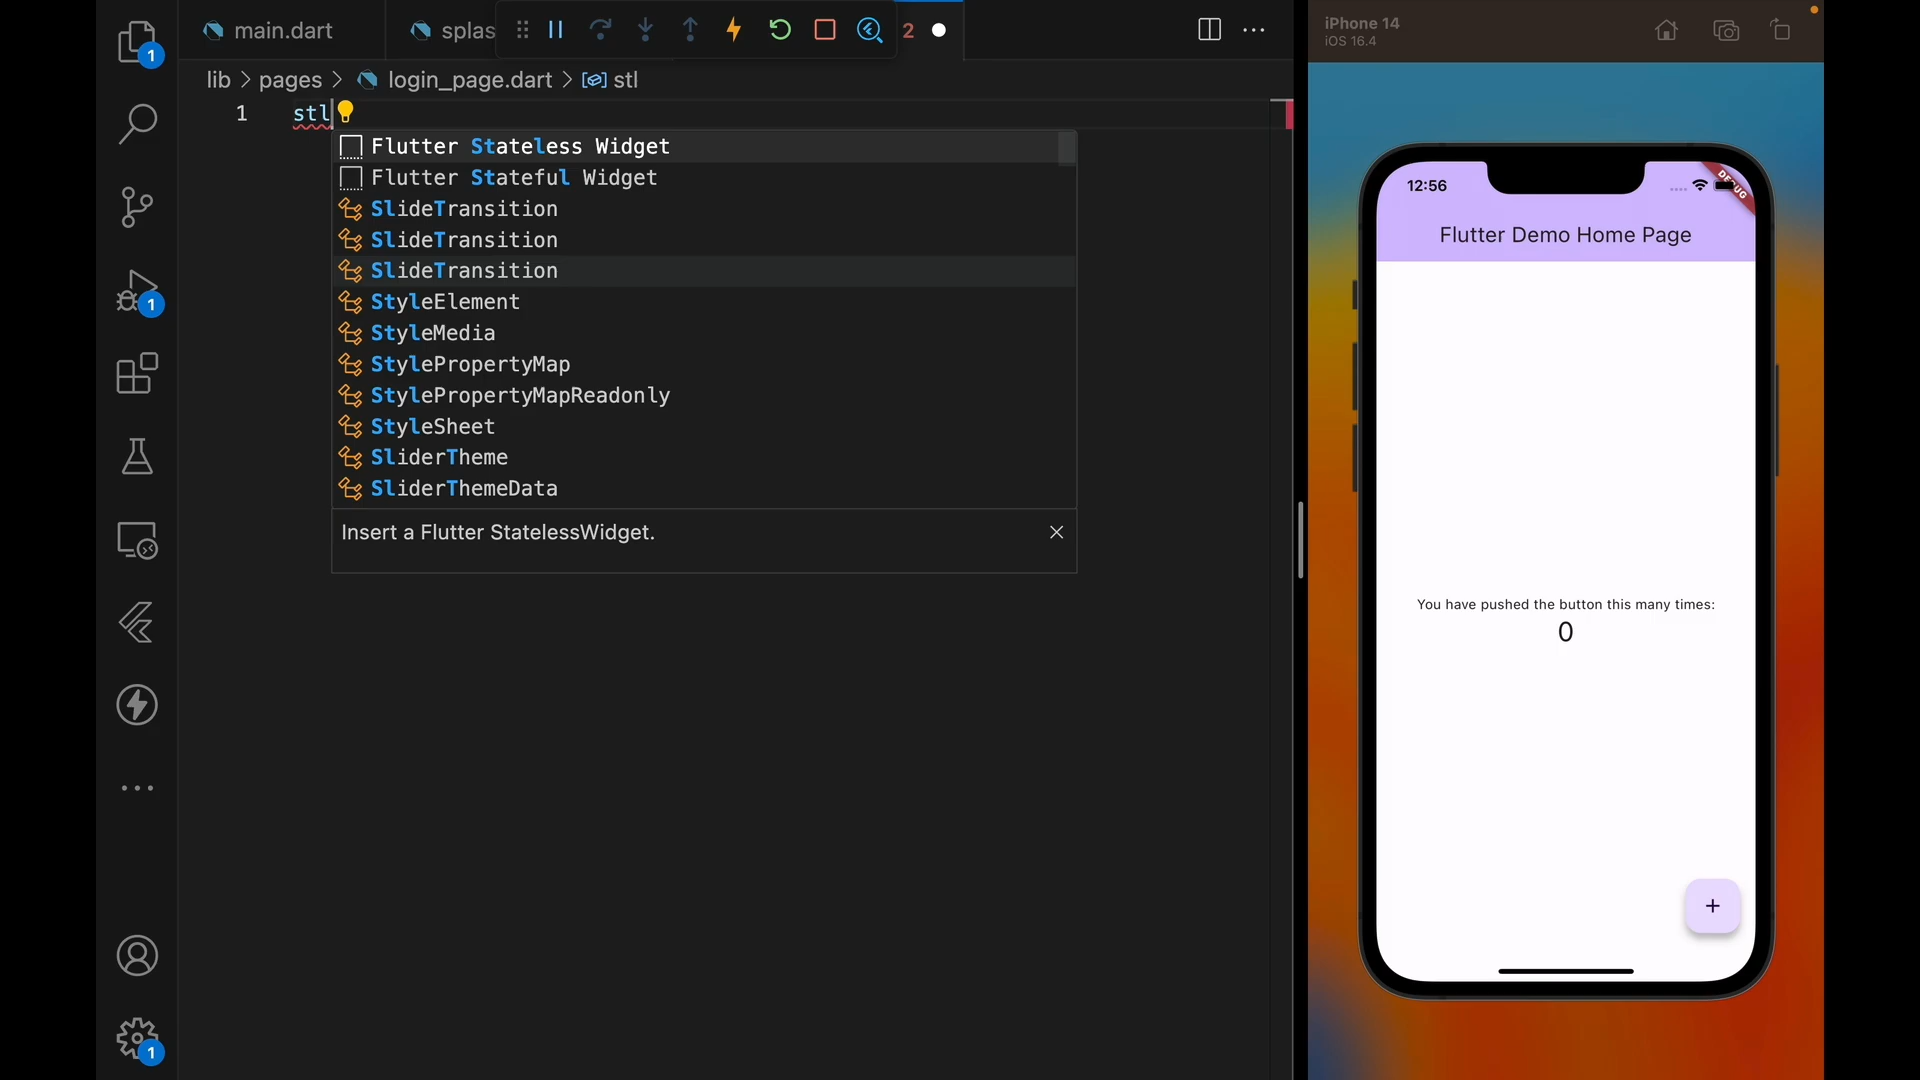 main.dart
splas
2
iPhone 14
iOS 16.4
lib > pages > login_page.dart > stl
1
1 stl
Flutter Stateless Widget
Flutter Stateful Widget
SlideTransition
SlideTransition
SlideTransition
StyleElement
StyleMedia
StylePropertyMap
StylePropertyMapReadonly
StyleSheet
SliderTheme
SliderThemeData
Insert a Flutter StatelessWidget.
1
1
12:56
DEBUG
Flutter Demo Home Page
You have pushed the button this many times:
0
+